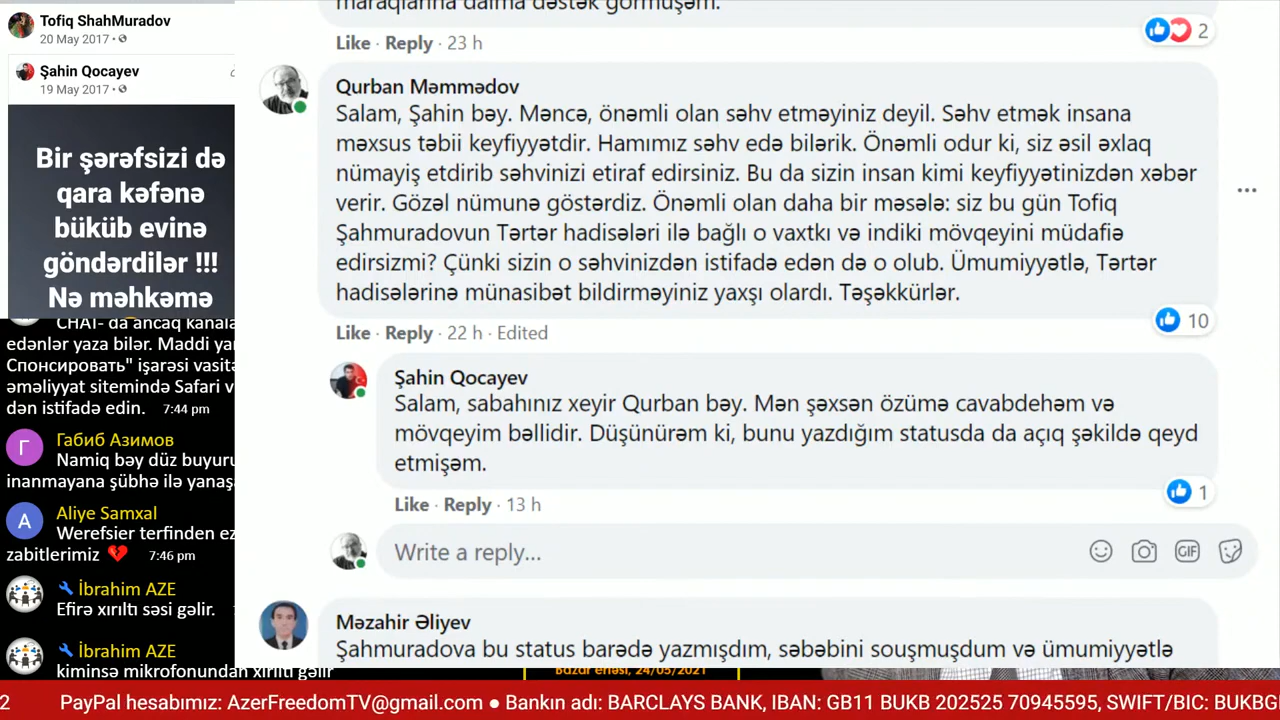 Tofiq ShahMuradov
20 May 2017 •
Şahin Qocayev
19 May 2017 •
Bir şərəfsizi də
qara kəfənə
büküb evinə
göndərdilər !!!
Nə məhkəmə
CHAT- da ancaq kanala
edənlər yaza bilər. Maddi yar
Спонсировать" işarəsi vasitə
əməliyyat sitemində Safari v
dən istifadə edin. 7:44 pm
Габиб Азимов
Namiq bəy düz buyuru
inanmayana şübhə ilə yanaşa
Aliye Samxal
Werefsier terfinden ez
zabitlerimiz 💔 7:46 pm
İbrahim AZE
Efirə xırıltı səsi gəlir.
İbrahim AZE
kiminsə mikrofonundan xırıltı gəlir
maraqlarına daima dəstək görmüşəm.
Like · Reply · 23 h
2
Qurban Məmmədov
Salam, Şahin bəy. Məncə, önəmli olan səhv etməyiniz deyil. Səhv etmək insana
məxsus təbii keyfiyyətdir. Hamımız səhv edə bilərik. Önəmli odur ki, siz əsil əxlaq
nümayiş etdirib səhvinizi etiraf edirsiniz. Bu da sizin insan kimi keyfiyyətinizdən xəbər
verir. Gözəl nümunə göstərdiz. Önəmli olan daha bir məsələ: siz bu gün Tofiq
Şahmuradovun Tərtər hadisələri ilə bağlı o vaxtkı və indiki mövqeyini müdafiə
edirsizmi? Çünki sizin o səhvinizdən istifadə edən də o olub. Ümumiyyətlə, Tərtər
hadisələrinə münasibət bildirməyiniz yaxşı olardı. Təşəkkürlər.
Like · Reply · 22 h · Edited
10
Şahin Qocayev
Salam, sabahınız xeyir Qurban bəy. Mən şəxsən özümə cavabdehəm və
mövqeyim bəllidir. Düşünürəm ki, bunu yazdığım statusda da açıq şəkildə qeyd
etmişəm.
Like · Reply · 13 h
1
Write a reply...
GIF
Məzahir Əliyev
Şahmuradova bu status barədə yazmışdım, səbəbini souşmuşdum və ümumiyyətlə
Bazar ertəsi, 24/05/2021
2 PayPal hesabımız: AzerFreedomTV@gmail.com ● Bankın adı: BARCLAYS BANK, IBAN: GB11 BUKB 202525 70945595, SWIFT/BIC: BUKBG